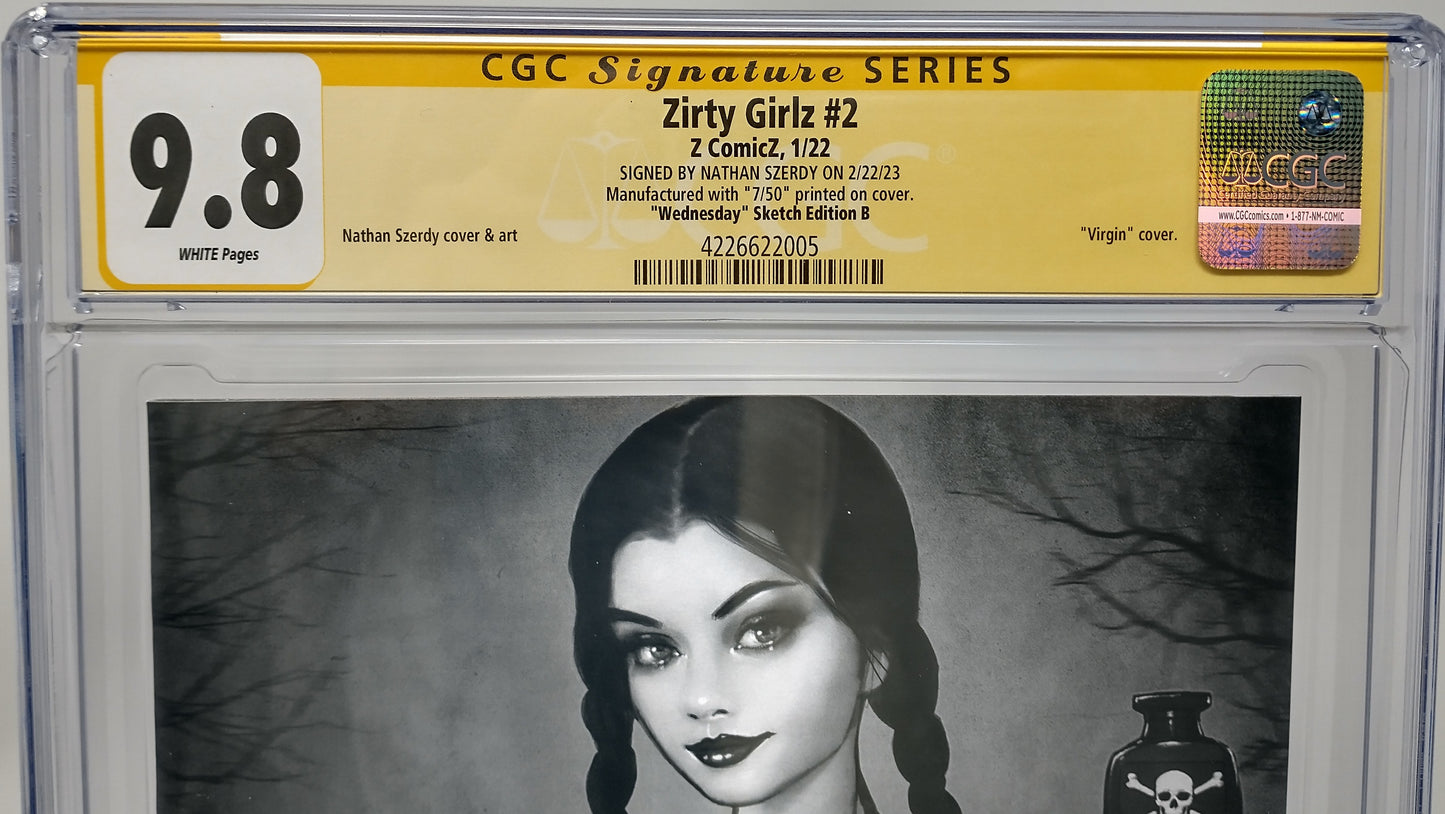 CGC Signature SERIES
9.8
WHITE Pages
Zirty Girlz #2
Z ComicZ, 1/22
SIGNED BY NATHAN SZERDY ON 2/22/23
Manufactured with "7/50" printed on cover.
"Wednesday" Sketch Edition B
Nathan Szerdy cover & art
"Virgin" cover.
4226622005
CGC
CGC
www.CGCcomics.com • 1-877-NM-COMIC